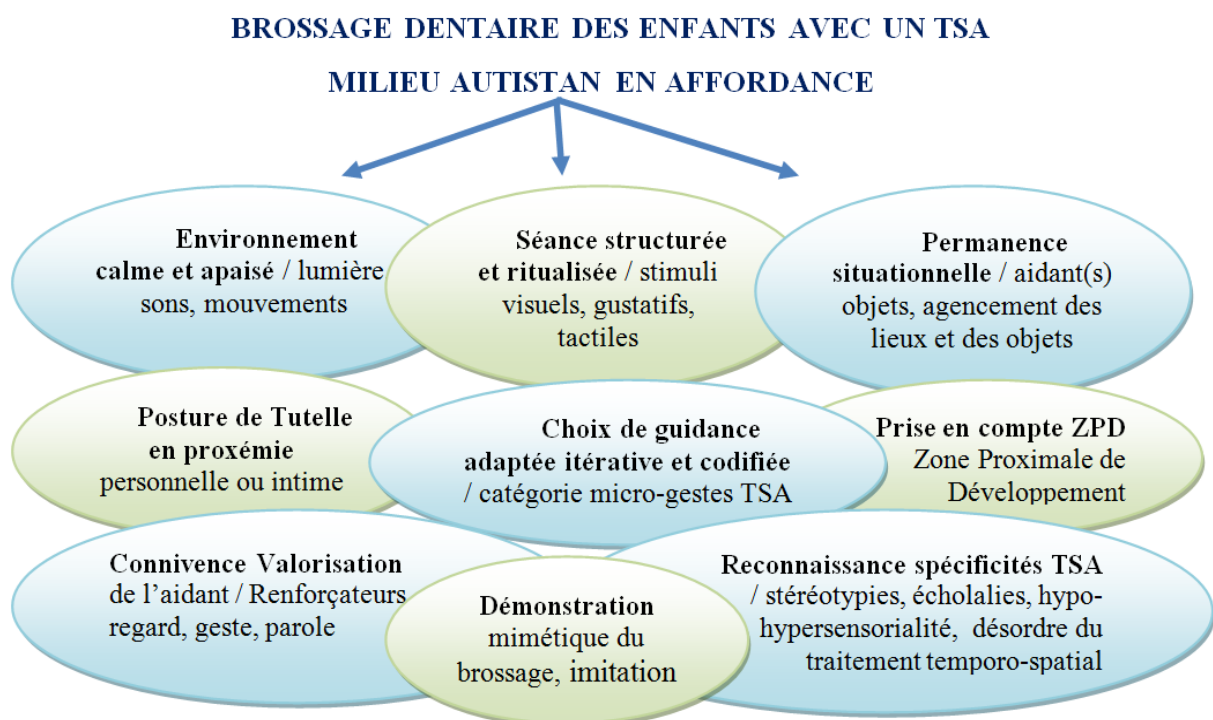 BROSSAGE DENTAIRE DES ENFANTS AVEC UN TSA
MILIEU AUTISTAN EN AFFORDANCE
Environnement
calme et apaisé / lumière
sons, mouvements
Séance structurée
et ritualisée / stimuli
visuels, gustatifs,
tactiles
Permanence
situationnelle / aidant(s)
objets, agencement des
lieux et des objets
Posture de Tutelle
en proxémie
personnelle ou intime
Choix de guidance
adaptée itérative et codifiée
/ catégorie micro-gestes TSA
Prise en compte ZPD
Zone Proximale de
Développement
Connivence Valorisation
de l’aidant / Renforçateurs
regard, geste, parole
Démonstration
mimétique du
brossage, imitation
Reconnaissance spécificités TSA
/ stéréotypies, écholalies, hypo-
hypersensorialité, désordre du
traitement temporo-spatial